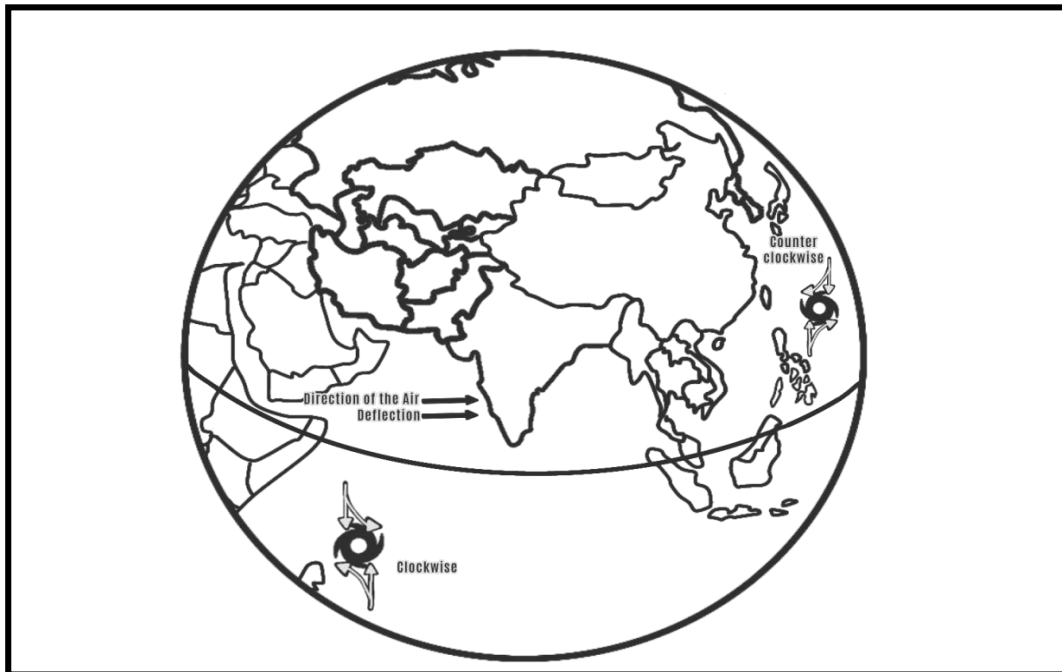 Counter
clockwise
Direction of the Air
Deflection
Clockwise